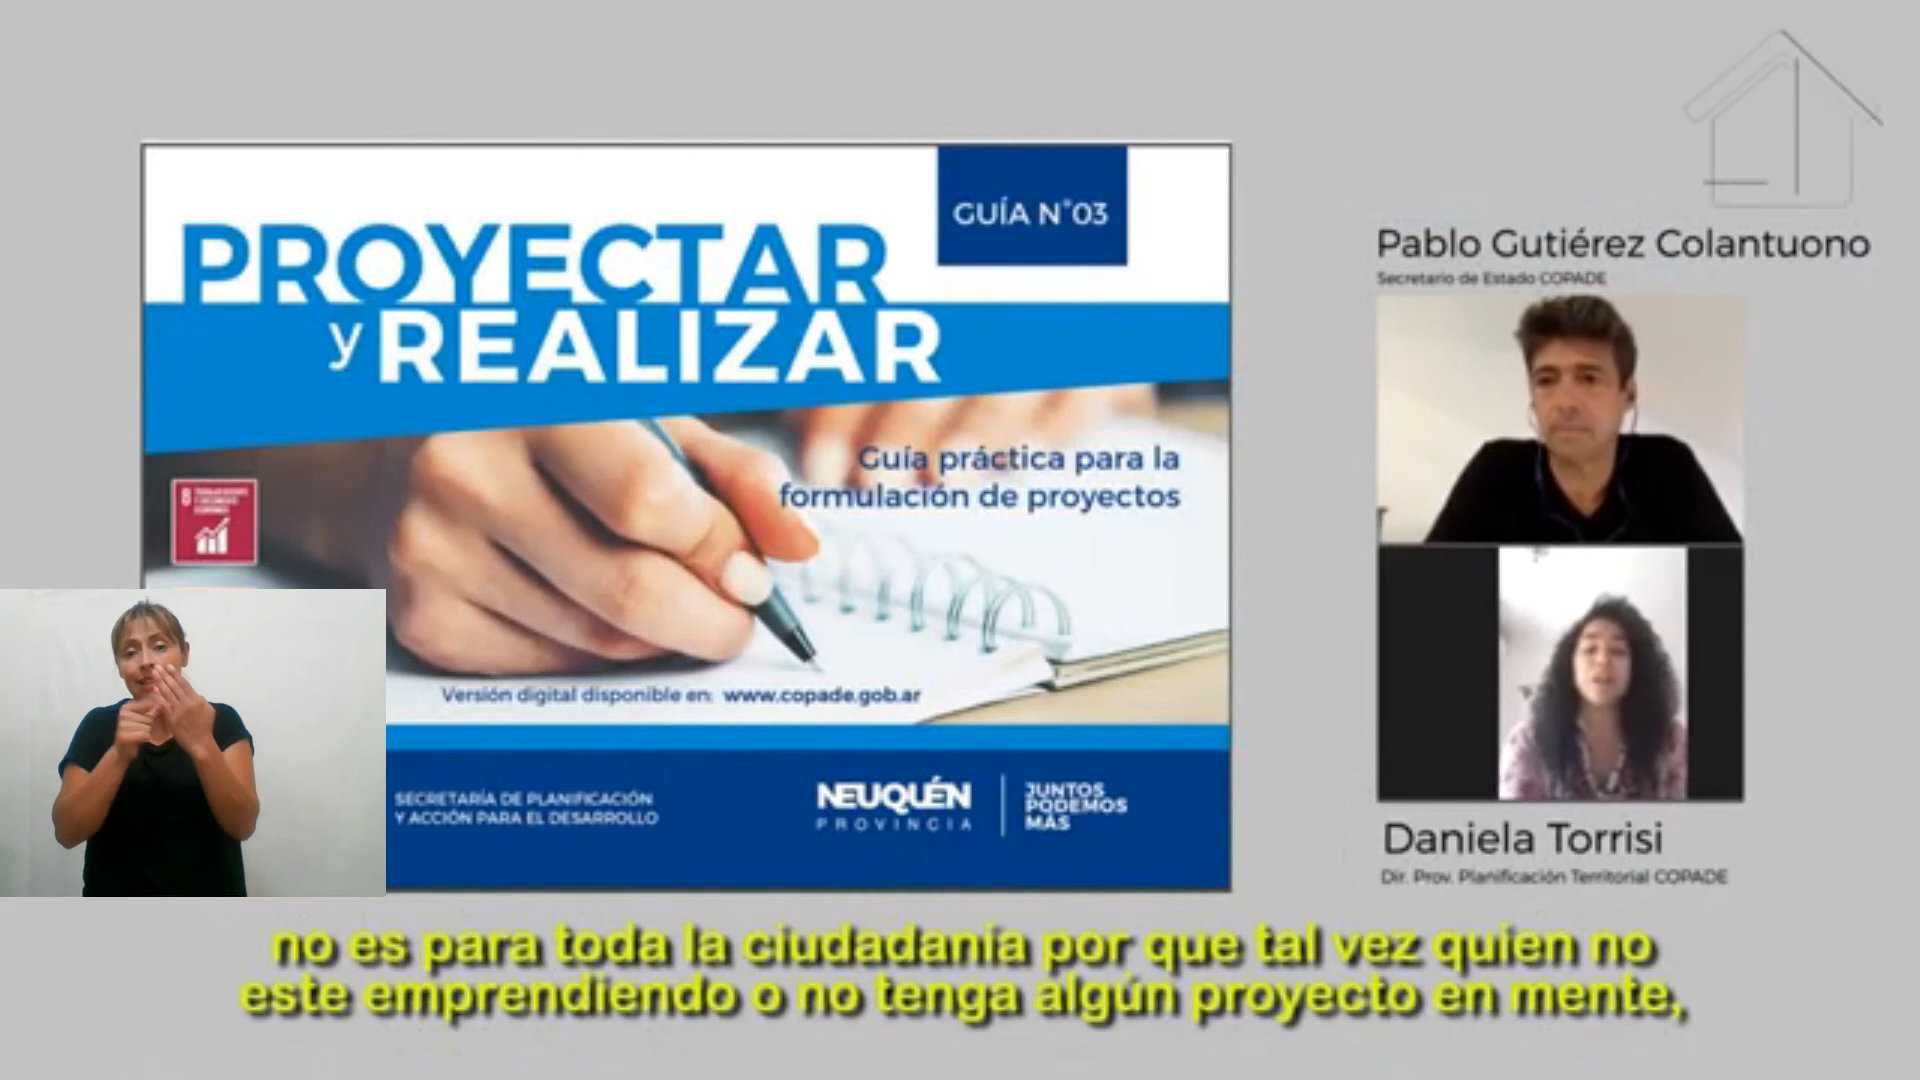 GUÍA N°03
PROYECTAR
y REALIZAR
Guía práctica para la
formulación de proyectos
8
Versión digital disponible en: www.copade.gob.ar
SECRETARÍA DE PLANIFICACIÓN
Y ACCIÓN PARA EL DESARROLLO
NEUQUÉN
PROVINCIA
JUNTOS
PODEMOS
MÁS
Pablo Gutiérez Colantuono
Secretario de Estado COPADE
Daniela Torrisi
Dir. Prov. Planificación Territorial COPADE
no es para toda la ciudadanía por que tal vez quien no
este emprendiendo o no tenga algún proyecto en mente,